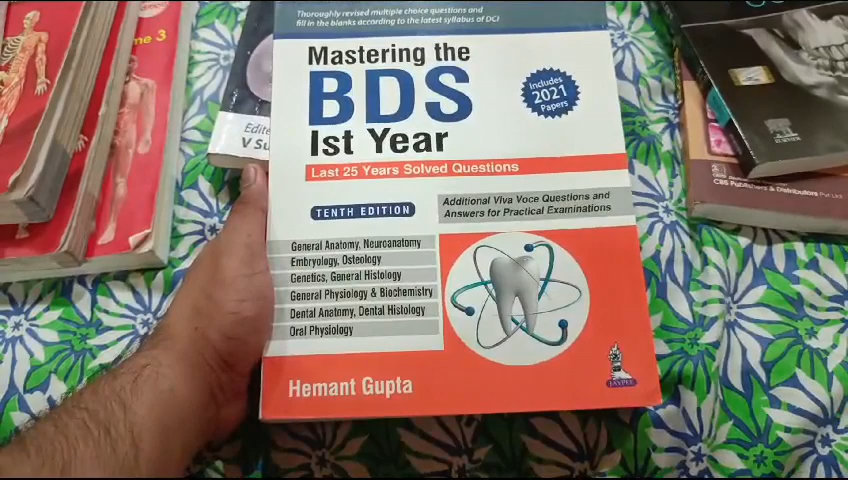 Thoroughly revised multiple choice questions and
fill in the blanks according to the latest syllabus of DCI
Mastering the
BDS
Ist Year
Includes
2021
Papers
Last 25 Years Solved Questions
TENTH EDITION
Additional Viva Voce Questions and
Answers for Practical Examinations
General Anatomy, Neuroanatomy
Embryology, Osteology
Genetics, General Histology
General Physiology & Biochemistry
Dental Anatomy, Dental Histology
Oral Physiology
Hemant Gupta
JAYPEE
me 3
V Su
ELSEVIER
CBS Publishers & Distributors Pvt Ltd